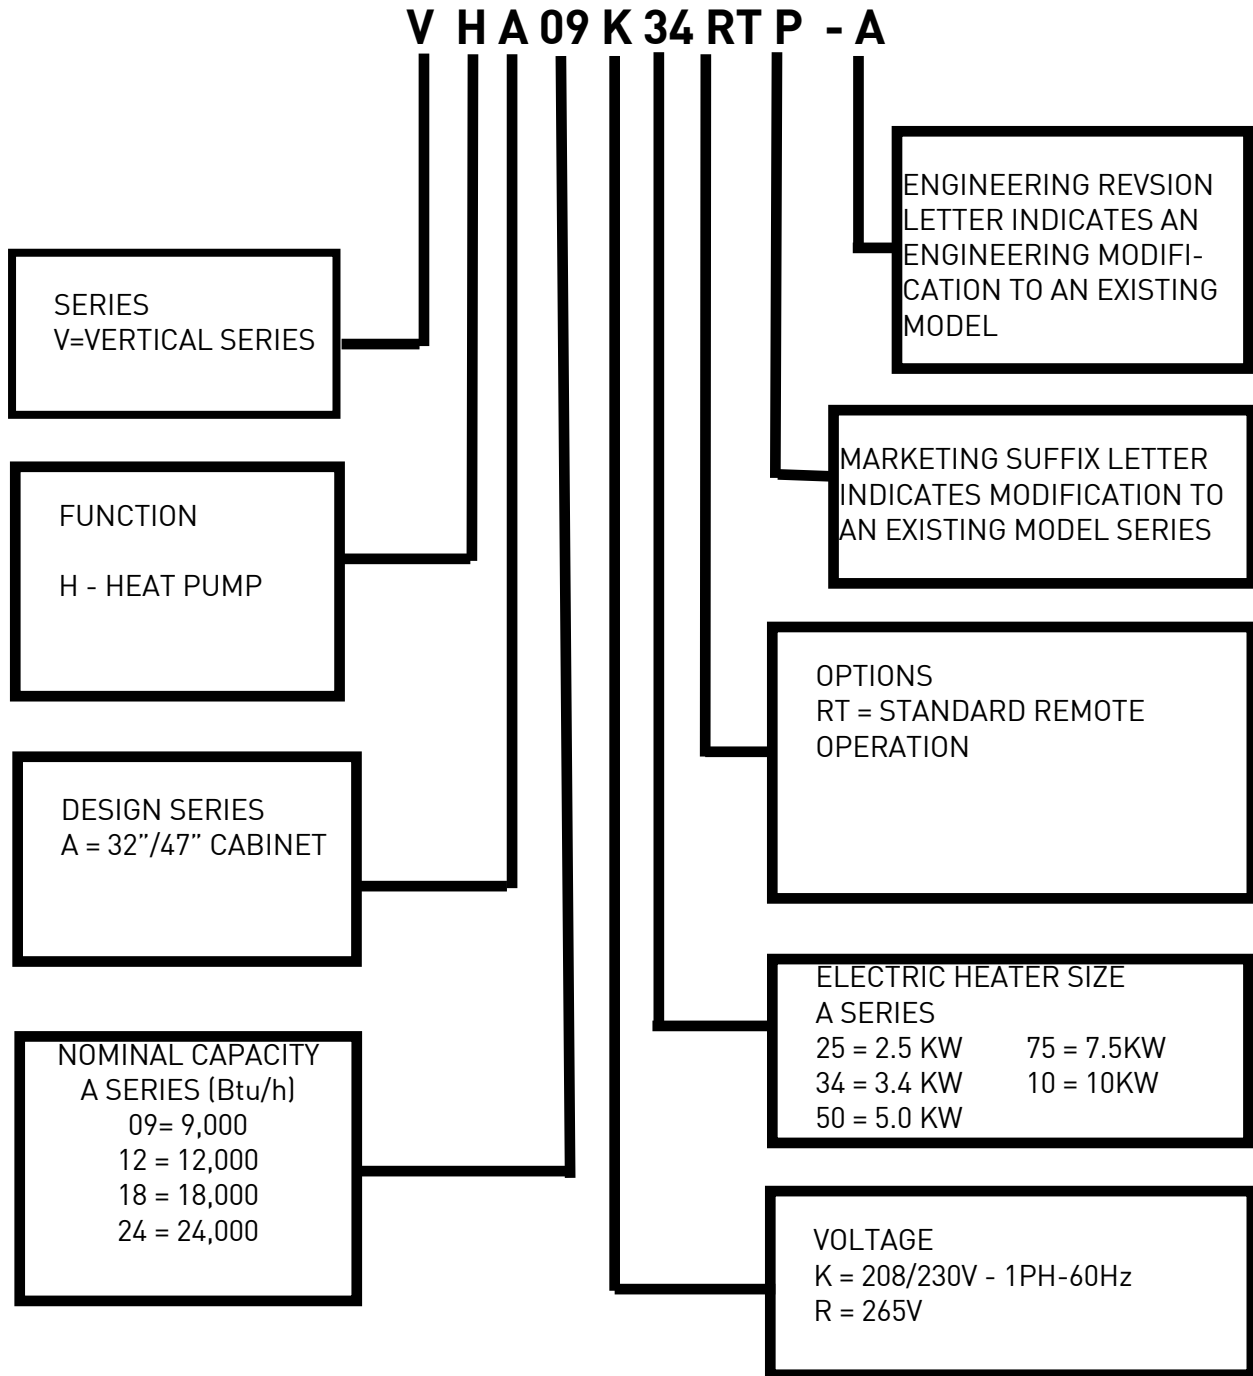 V H A 09 K 34 RT P - A
SERIES
V=VERTICAL SERIES
FUNCTION
H - HEAT PUMP
DESIGN SERIES
A = 32”/47” CABINET
NOMINAL CAPACITY
A SERIES (Btu/h)
09= 9,000
12 = 12,000
18 = 18,000
24 = 24,000
ENGINEERING REVSION
LETTER INDICATES AN
ENGINEERING MODIFI-
CATION TO AN EXISTING
MODEL
MARKETING SUFFIX LETTER
INDICATES MODIFICATION TO
AN EXISTING MODEL SERIES
OPTIONS
RT = STANDARD REMOTE
OPERATION
ELECTRIC HEATER SIZE
A SERIES
25 = 2.5 KW 75 = 7.5KW
34 = 3.4 KW 10 = 10KW
50 = 5.0 KW
VOLTAGE
K = 208/230V - 1PH-60Hz
R = 265V